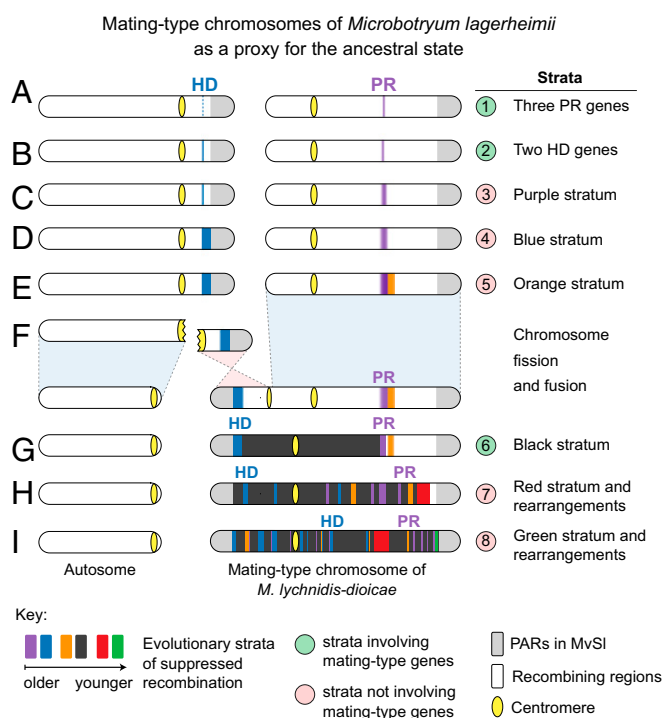 Mating-type chromosomes of Microbotryum lagerheimii
as a proxy for the ancestral state
HD PR Strata
A 1 Three PR genes
B 2 Two HD genes
C 3 Purple stratum
D 4 Blue stratum
E 5 Orange stratum
F Chromosome
fission
and fusion
PR
HD PR
G 6 Black stratum
HD PR
H 7 Red stratum and
rearrangements
HD PR
I 8 Green stratum and
rearrangements
Autosome Mating-type chromosome of
M. lychnidis-dioicae
Key:
Evolutionary strata
of suppressed
recombination
older younger
strata involving
mating-type genes
strata not involving
mating-type genes
PARs in MvSl
Recombining regions
Centromere